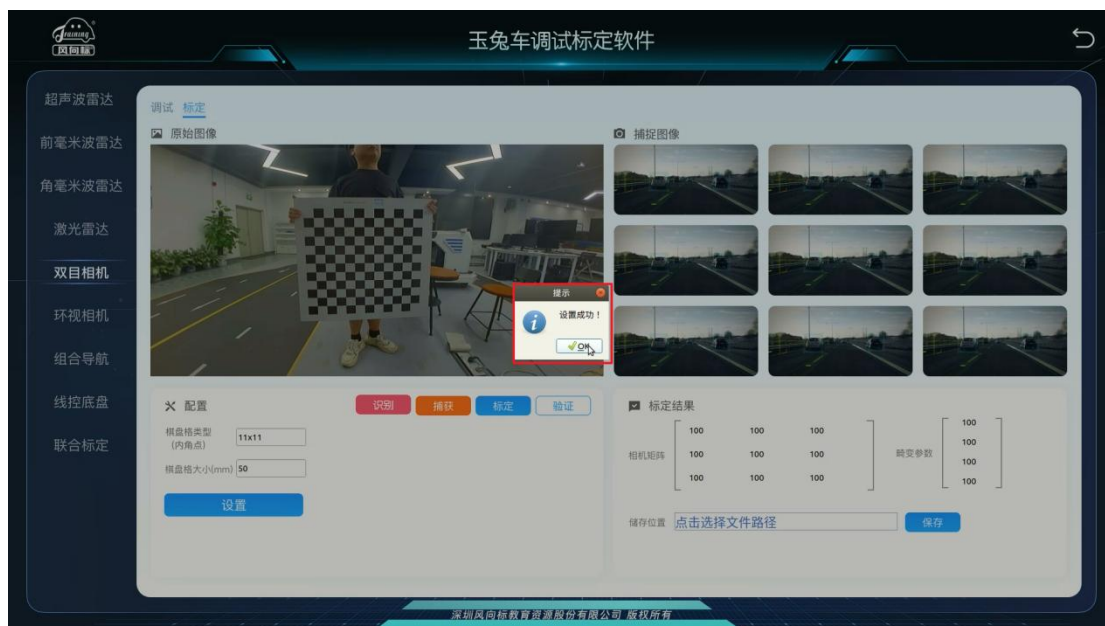 Training
风向标
玉兔车调试标定软件
超声波雷达
前毫米波雷达
角毫米波雷达
激光雷达
双目相机
环视相机
组合导航
线控底盘
联合标定
调试 标定
原始图像
捕捉图像
提示
设置成功！
OK
配置
识别 捕获 标定 验证
棋盘格类型
(内角点)
11x11
棋盘格大小(mm) 50
设置
标定结果
相机矩阵
100 100 100
100 100 100
100 100 100
畸变参数
100
100
100
100
储存位置 点击选择文件路径 保存
深圳风向标教育资源股份有限公司 版权所有